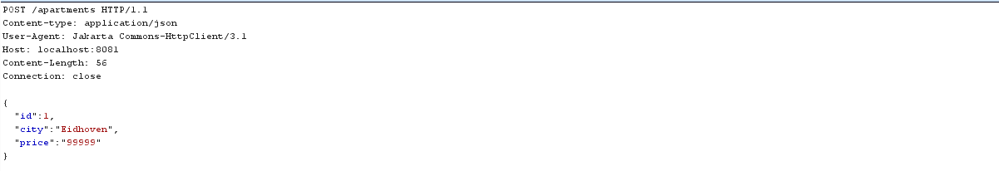 POST /apartments HTTP/1.1
Content-type: application/json
User-Agent: Jakarta Commons-HttpClient/3.1
Host: localhost:8081
Content-Length: 56
Connection: close

{
  "id":1,
  "city":"Eidhoven",
  "price":"99999"
}